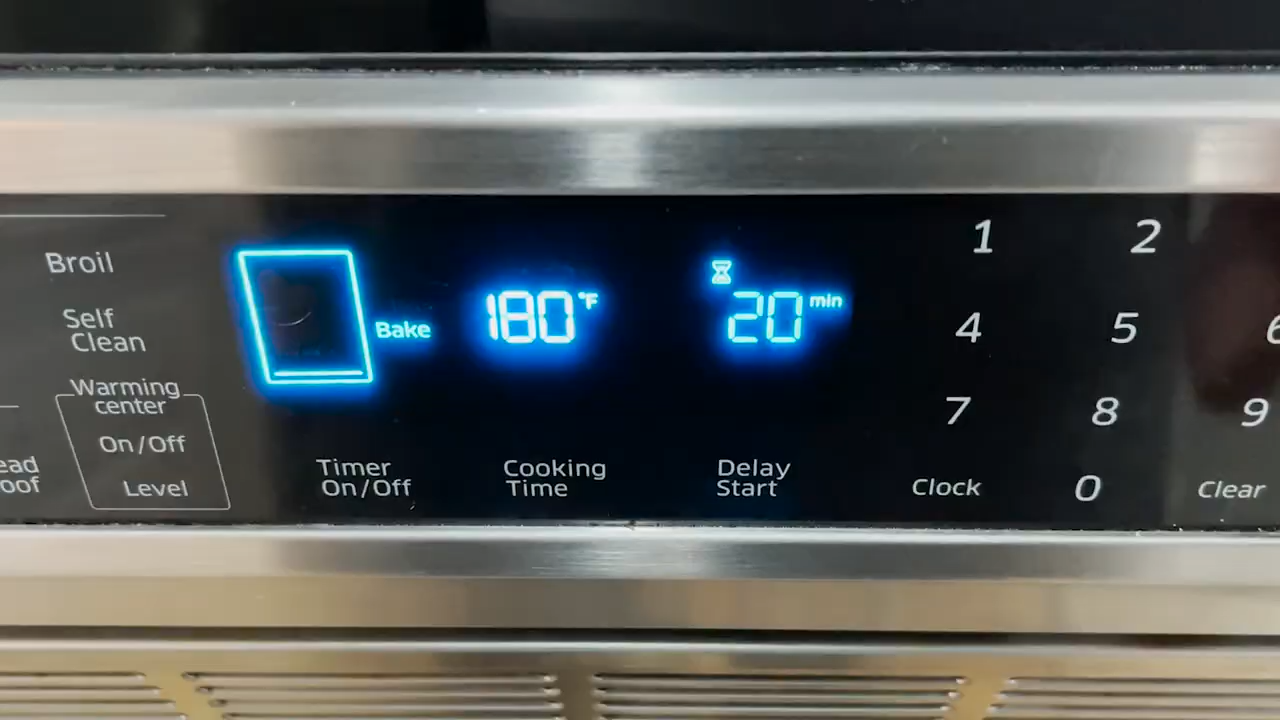 Broil
Self
Clean
Warming
center
On/Off
Level
Bake
180°F
20 min
Timer
On/Off
Cooking
Time
Delay
Start
1 2
4 5 6
7 8 9
Clock 0 Clear